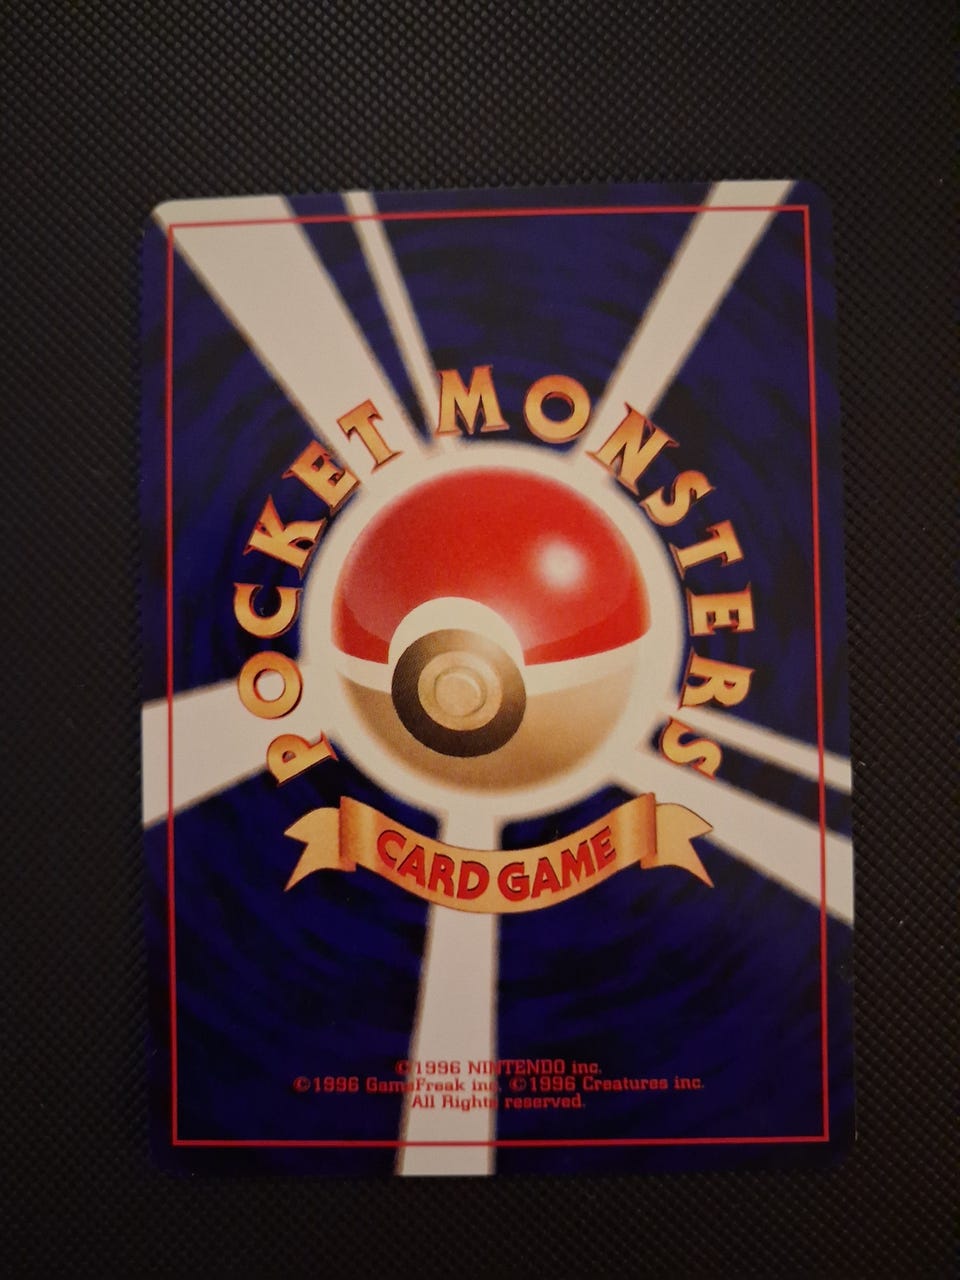 POCKET MONSTERS
CARD GAME
©1996 NINTENDO inc.
©1996 GameFreak inc. ©1996 Creatures inc.
All Rights reserved.